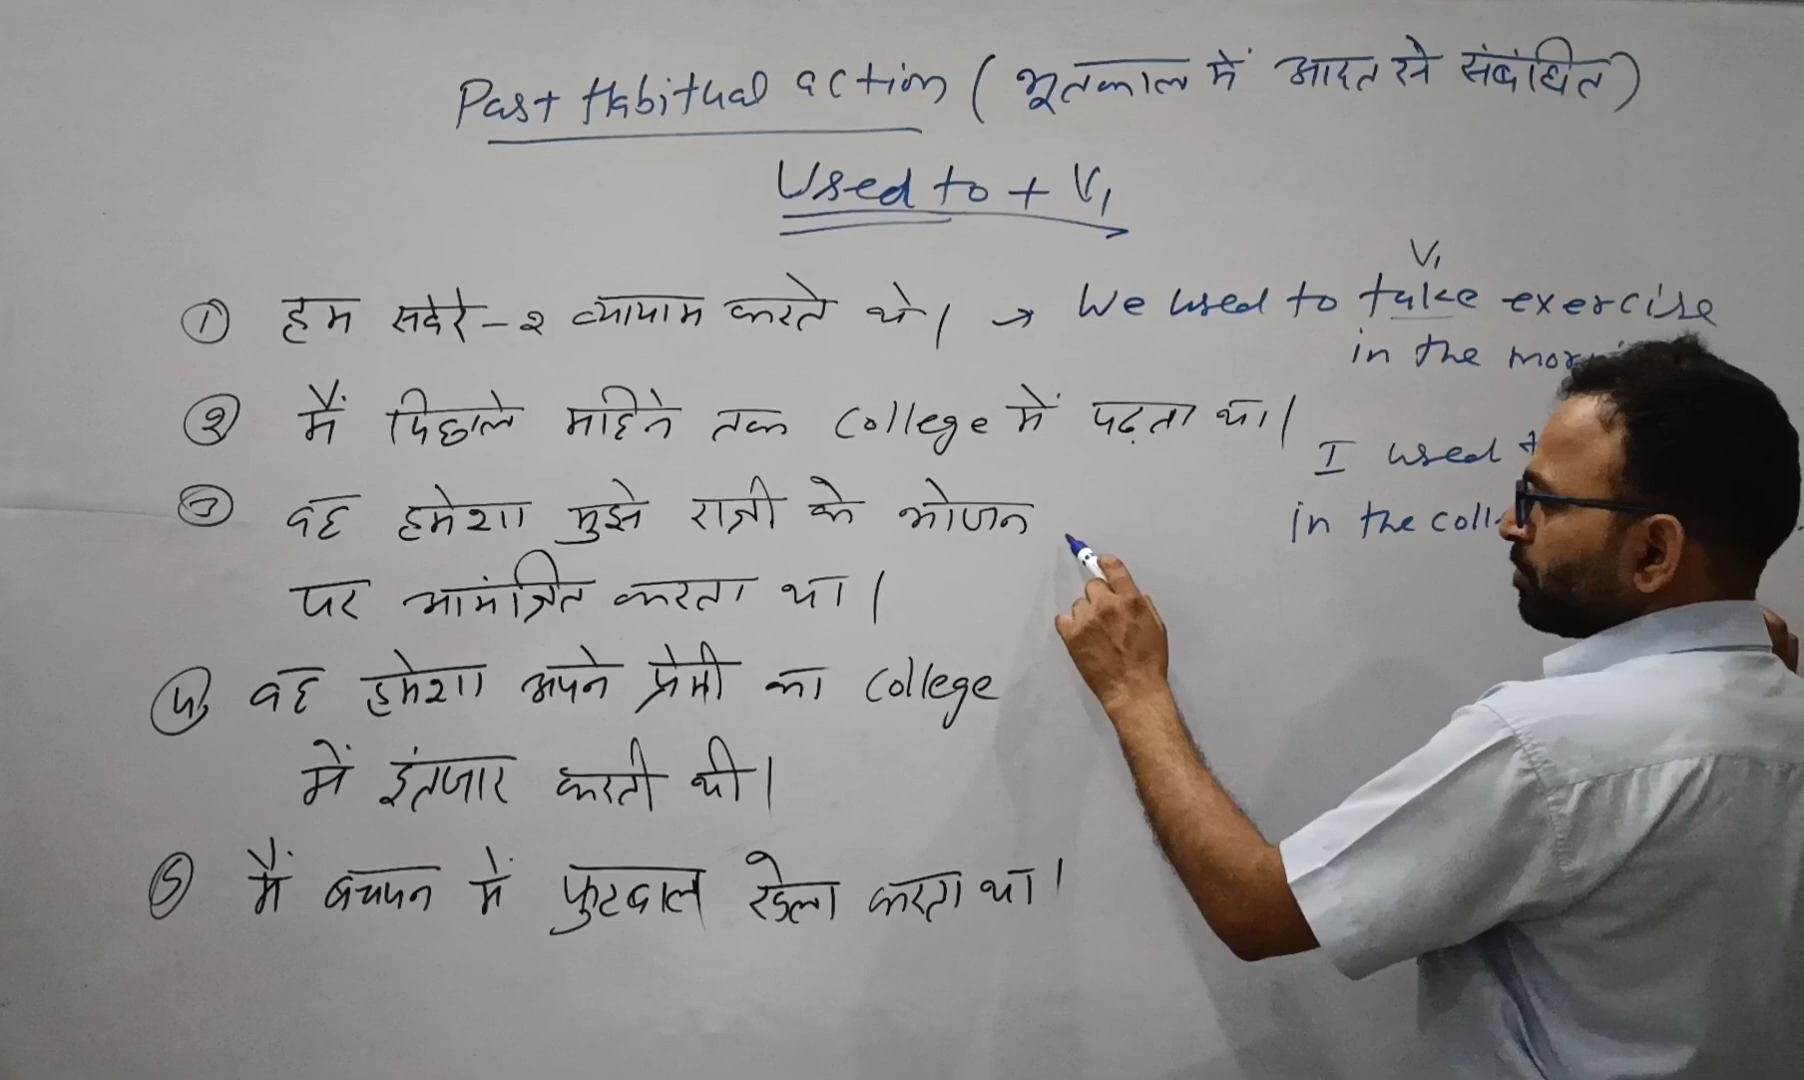 Past Habitual action (भूतकाल में आदत से संबंधित)
Used to + V1
① हम सवेरे-२ व्यायाम करते थे। → We used to take exercise
V1
in the
② मैं पिछले महिने तक college में पढ़ता था।
I used
in the
③ वह हमेशा मुझे रात्री के भोजन
पर आमंत्रित करता था।
④ वह हमेशा अपने प्रेमी का college
में इंतजार करती थी।
⑤ मैं बचपन में फुटबाल खेला करता था।